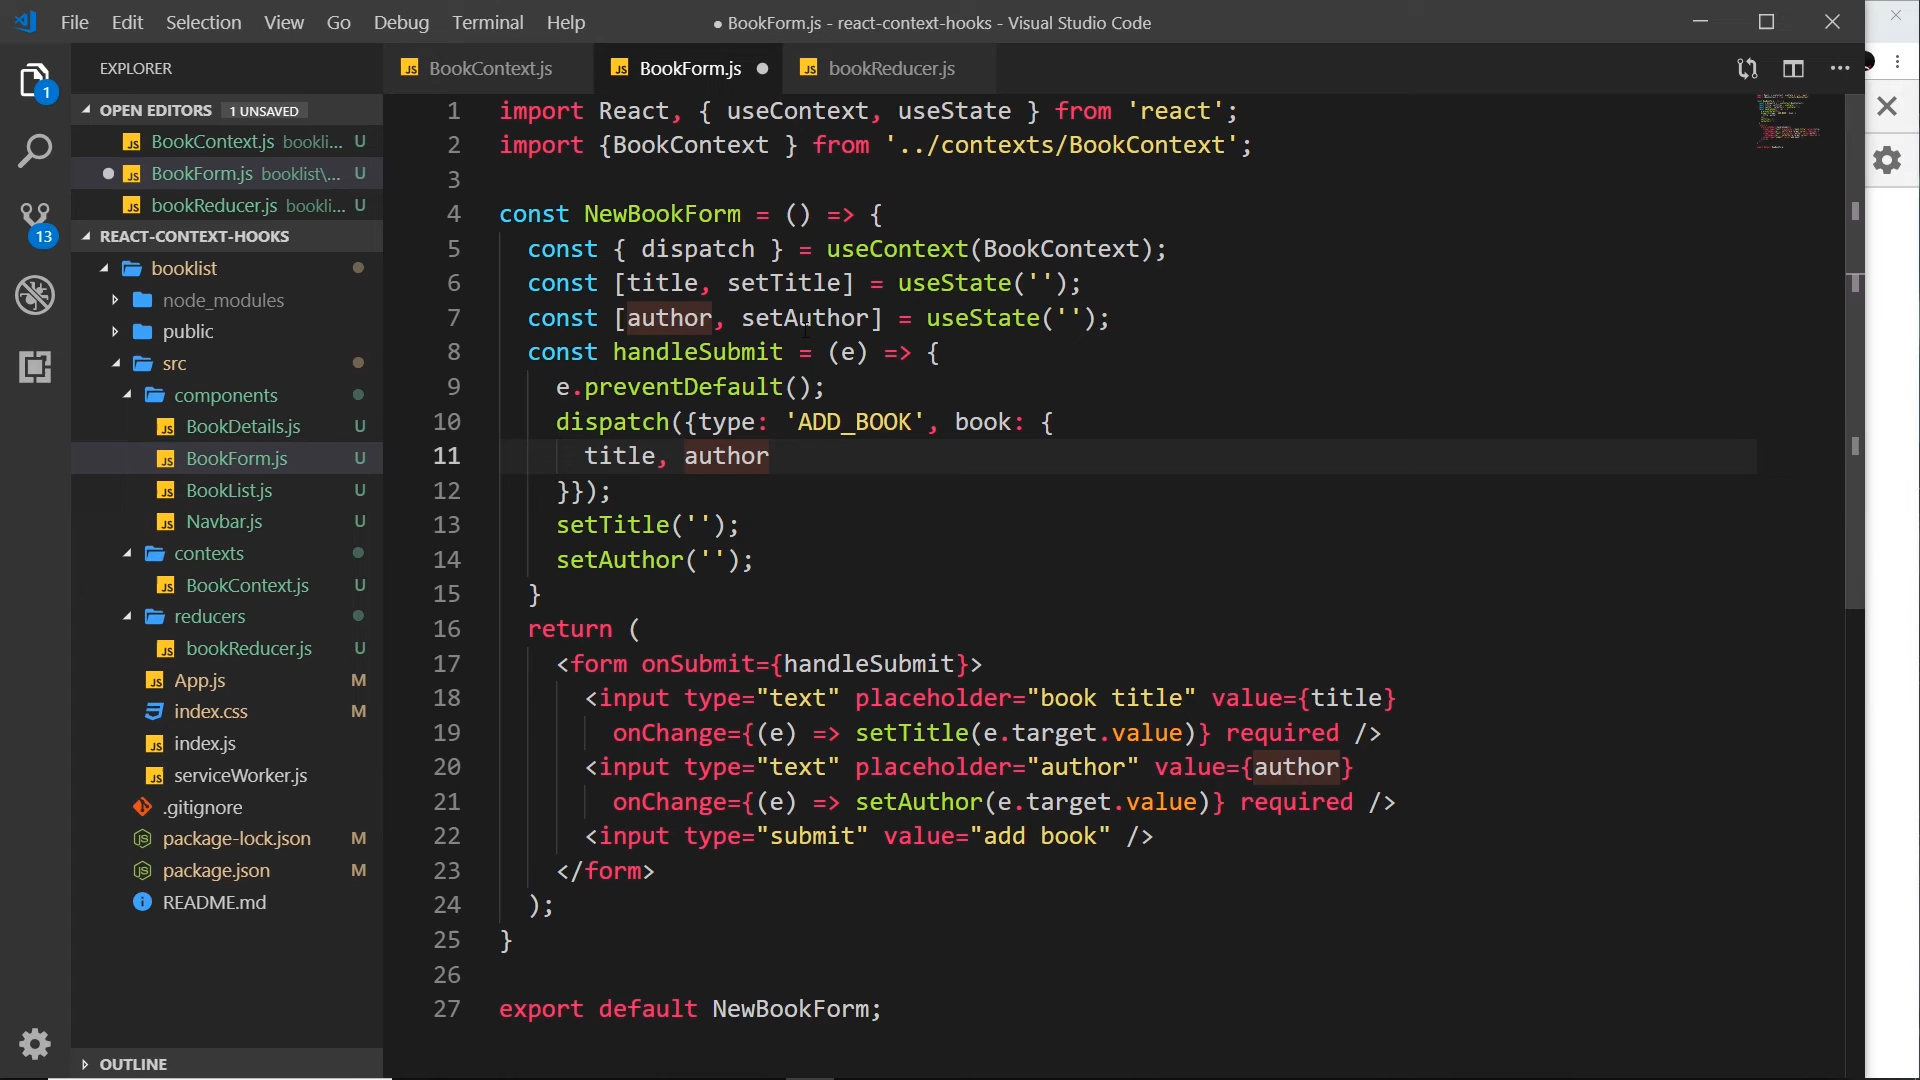 File Edit Selection View Go Debug Terminal Help
● BookForm.js - react-context-hooks - Visual Studio Code
EXPLORER
BookContext.js
BookForm.js
bookReducer.js
1
OPEN EDITORS 1 UNSAVED
BookContext.js bookli... U
BookForm.js booklist\... U
bookReducer.js bookli... U
13
REACT-CONTEXT-HOOKS
booklist
node_modules
public
src
components
BookDetails.js U
BookForm.js U
BookList.js U
Navbar.js U
contexts
BookContext.js U
reducers
bookReducer.js U
App.js M
index.css M
index.js
serviceWorker.js
.gitignore
package-lock.json M
package.json M
README.md
OUTLINE
1 import React, { useContext, useState } from 'react';
2 import {BookContext } from '../contexts/BookContext';
3
4 const NewBookForm = () => {
5 const { dispatch } = useContext(BookContext);
6 const [title, setTitle] = useState('');
7 const [author, setAuthor] = useState('');
8 const handleSubmit = (e) => {
9 e.preventDefault();
10 dispatch({type: 'ADD_BOOK', book: {
11 title, author
12 }});
13 setTitle('');
14 setAuthor('');
15 }
16 return (
17 <form onSubmit={handleSubmit}>
18 <input type="text" placeholder="book title" value={title}
19 onChange={(e) => setTitle(e.target.value)} required />
20 <input type="text" placeholder="author" value={author}
21 onChange={(e) => setAuthor(e.target.value)} required />
22 <input type="submit" value="add book" />
23 </form>
24 );
25 }
26
27 export default NewBookForm;